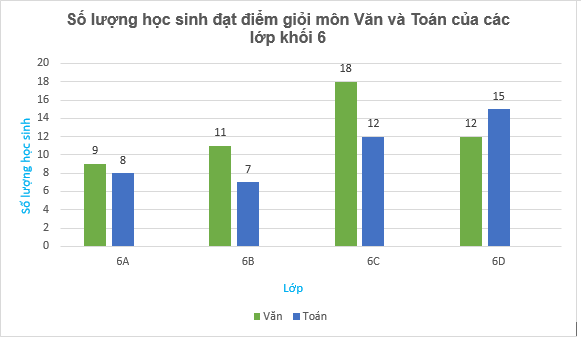 Số lượng học sinh đạt điểm giỏi môn Văn và Toán của các
lớp khối 6
Số lượng học sinh
20
18
16
14
12
10
8
6
4
2
0
9
8
11
7
18
12
12
15
6A
6B
6C
6D
Lớp
Văn
Toán